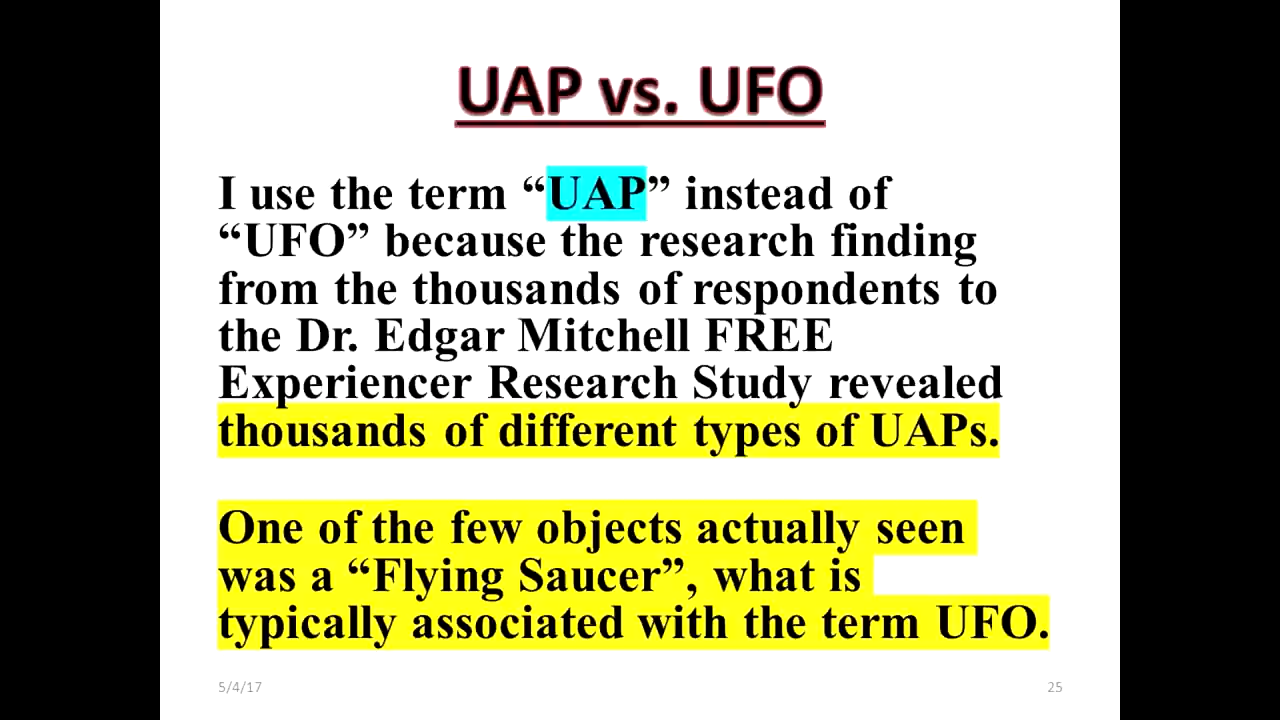 UAP vs. UFO
I use the term “UAP” instead of
“UFO” because the research finding
from the thousands of respondents to
the Dr. Edgar Mitchell FREE
Experiencer Research Study revealed
thousands of different types of UAPs.
One of the few objects actually seen
was a “Flying Saucer”, what is
typically associated with the term UFO.
5/4/17
25